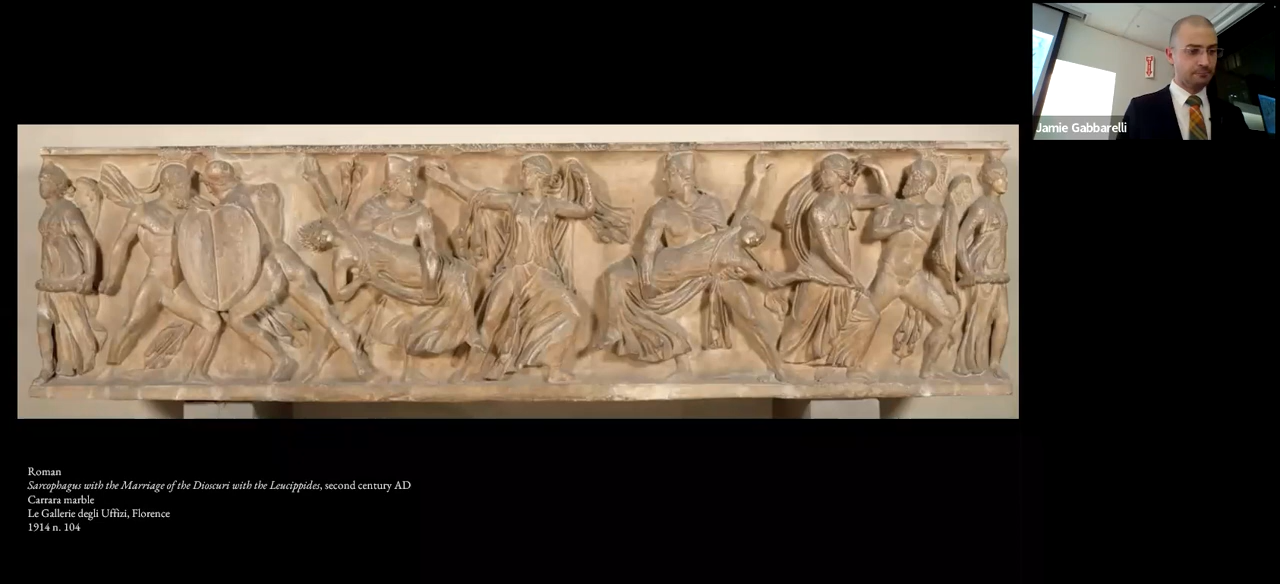 Jamie Gabbarelli
Roman
Sarcophagus with the Marriage of the Dioscuri with the Leucippides, second century AD
Carrara marble
Le Gallerie degli Uffizi, Florence
1914 n. 104